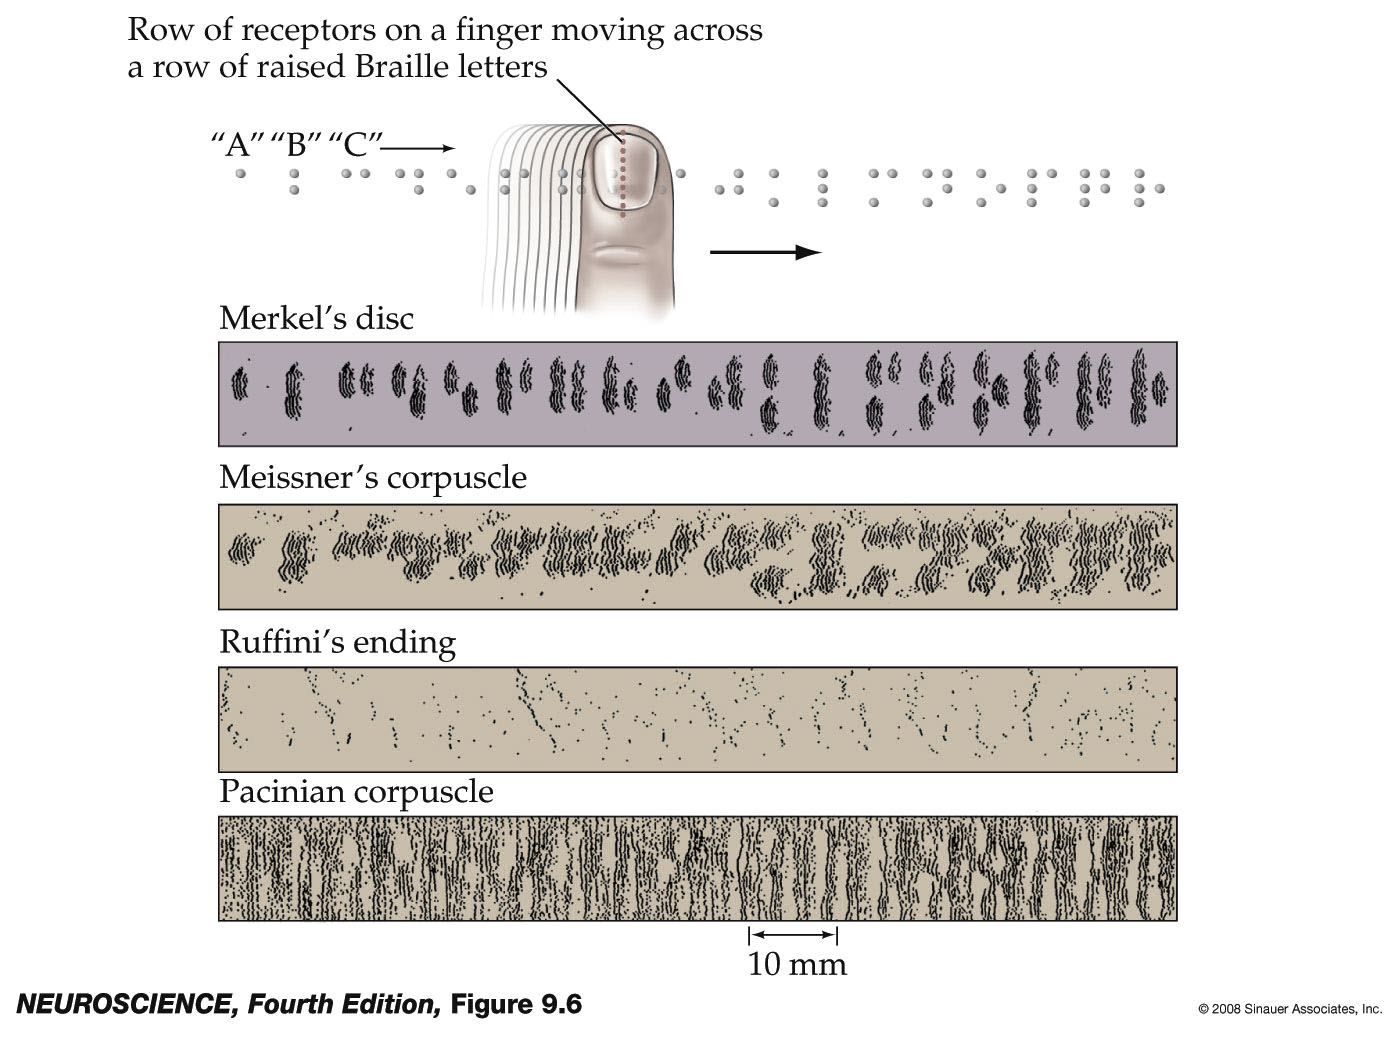 Row of receptors on a finger moving across
a row of raised Braille letters
“A” “B” “C”
Merkel’s disc
Meissner’s corpuscle
Ruffini’s ending
Pacinian corpuscle
10 mm
NEUROSCIENCE, Fourth Edition, Figure 9.6
© 2008 Sinauer Associates, Inc.